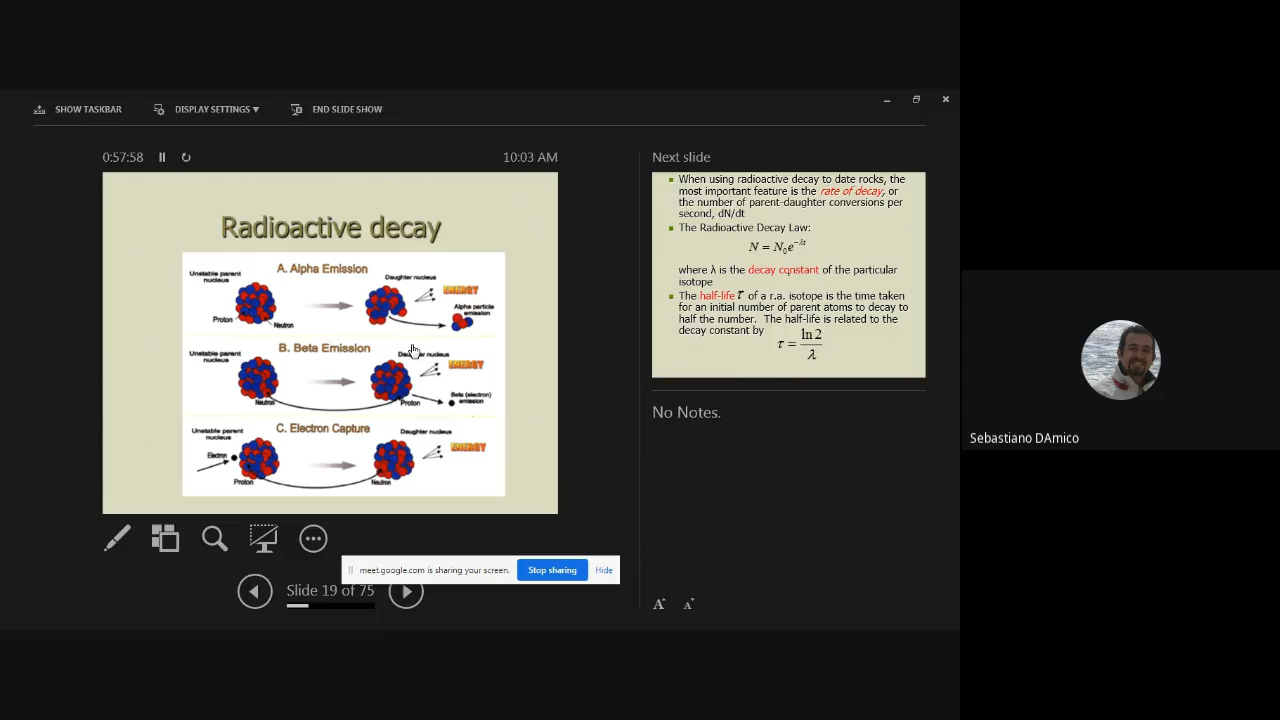 SHOW TASKBAR
DISPLAY SETTINGS ▾
END SLIDE SHOW
0:57:58
10:03 AM
Radioactive decay
A. Alpha Emission
Unstable parent
nucleus
Daughter nucleus
ENERGY
Alpha particle
emission
Proton
Neutron
B. Beta Emission
Unstable parent
nucleus
Daughter nucleus
ENERGY
Beta (electron)
emission
Neutron
Proton
C. Electron Capture
Unstable parent
nucleus
Daughter nucleus
ENERGY
Electron
Proton
Neutron
meet.google.com is sharing your screen.
Stop sharing
Hide
Slide 19 of 75
Next slide
When using radioactive decay to date rocks, the
most important feature is the rate of decay, or
the number of parent-daughter conversions per
second, dN/dt
The Radioactive Decay Law:
N = N₀e^{-λt}
where λ is the decay constant of the particular
isotope
The half-life τ of a r.a. isotope is the time taken
for an initial number of parent atoms to decay to
half the number. The half-life is related to the
decay constant by
τ = ln 2 / λ
No Notes.
A A
Sebastiano DAmico